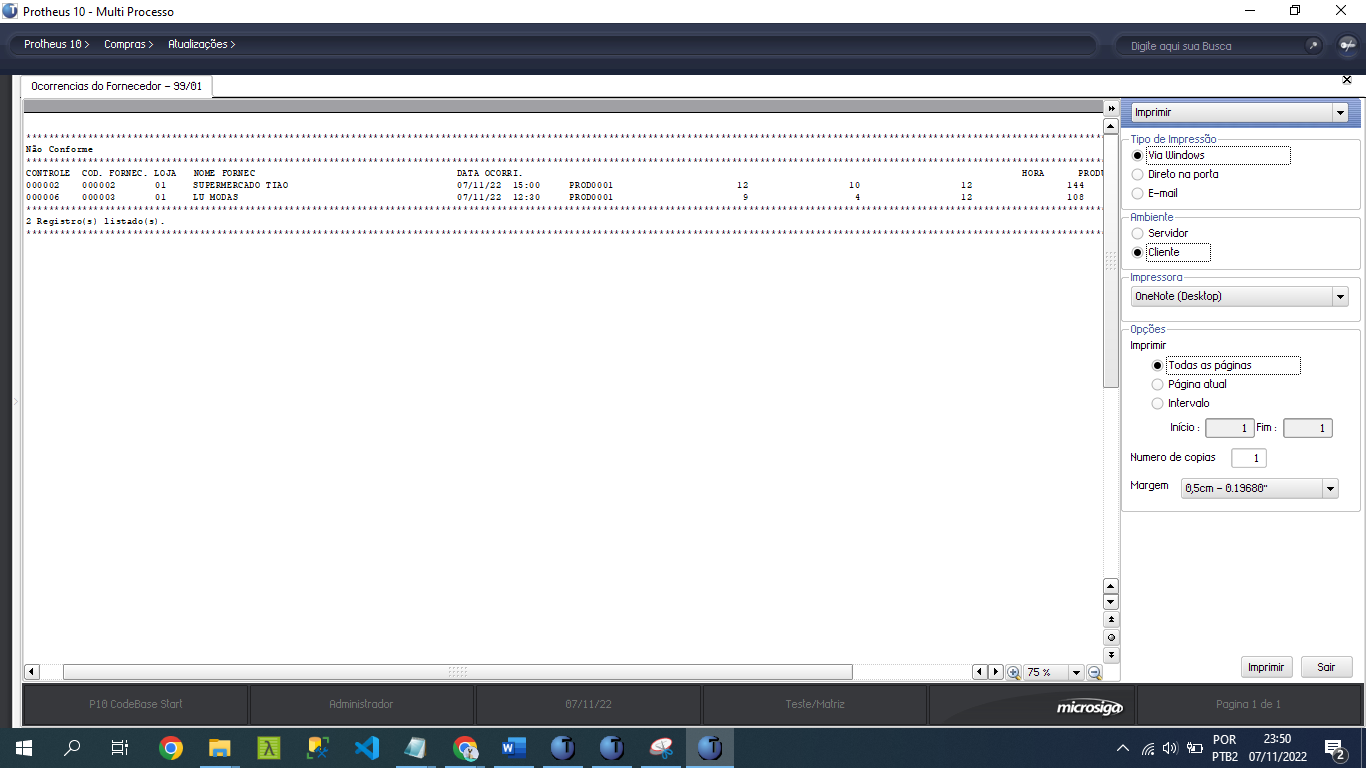 Protheus 10 - Multi Processo
Protheus 10 > Compras > Atualizações >
Digite aqui sua Busca
Ocorrencias do Fornecedor – 99/01
Não Conforme
CONTROLE COD. FORNEC. LOJA NOME FORNEC DATA OCORRI. HORA PRODU
000002 000002 01 SUPERMERCADO TIAO 07/11/22 15:00 PROD0001 12 10 12 144
000006 000003 01 LU MODAS 07/11/22 12:30 PROD0001 9 4 12 108
2 Registro(s) listado(s).
75 %
Imprimir
Tipo de Impressão
Via Windows
Direto na porta
E-mail
Ambiente
Servidor
Cliente
Impressora
OneNote (Desktop)
Opções
Imprimir
Todas as páginas
Página atual
Intervalo
Início : 1 Fim : 1
Numero de copias 1
Margem 0,5cm – 0.19680"
Imprimir Sair
P10 CodeBase Start Administrador 07/11/22 Teste/Matriz microsiga Pagina 1 de 1
POR
PTB2
23:50
07/11/2022
2